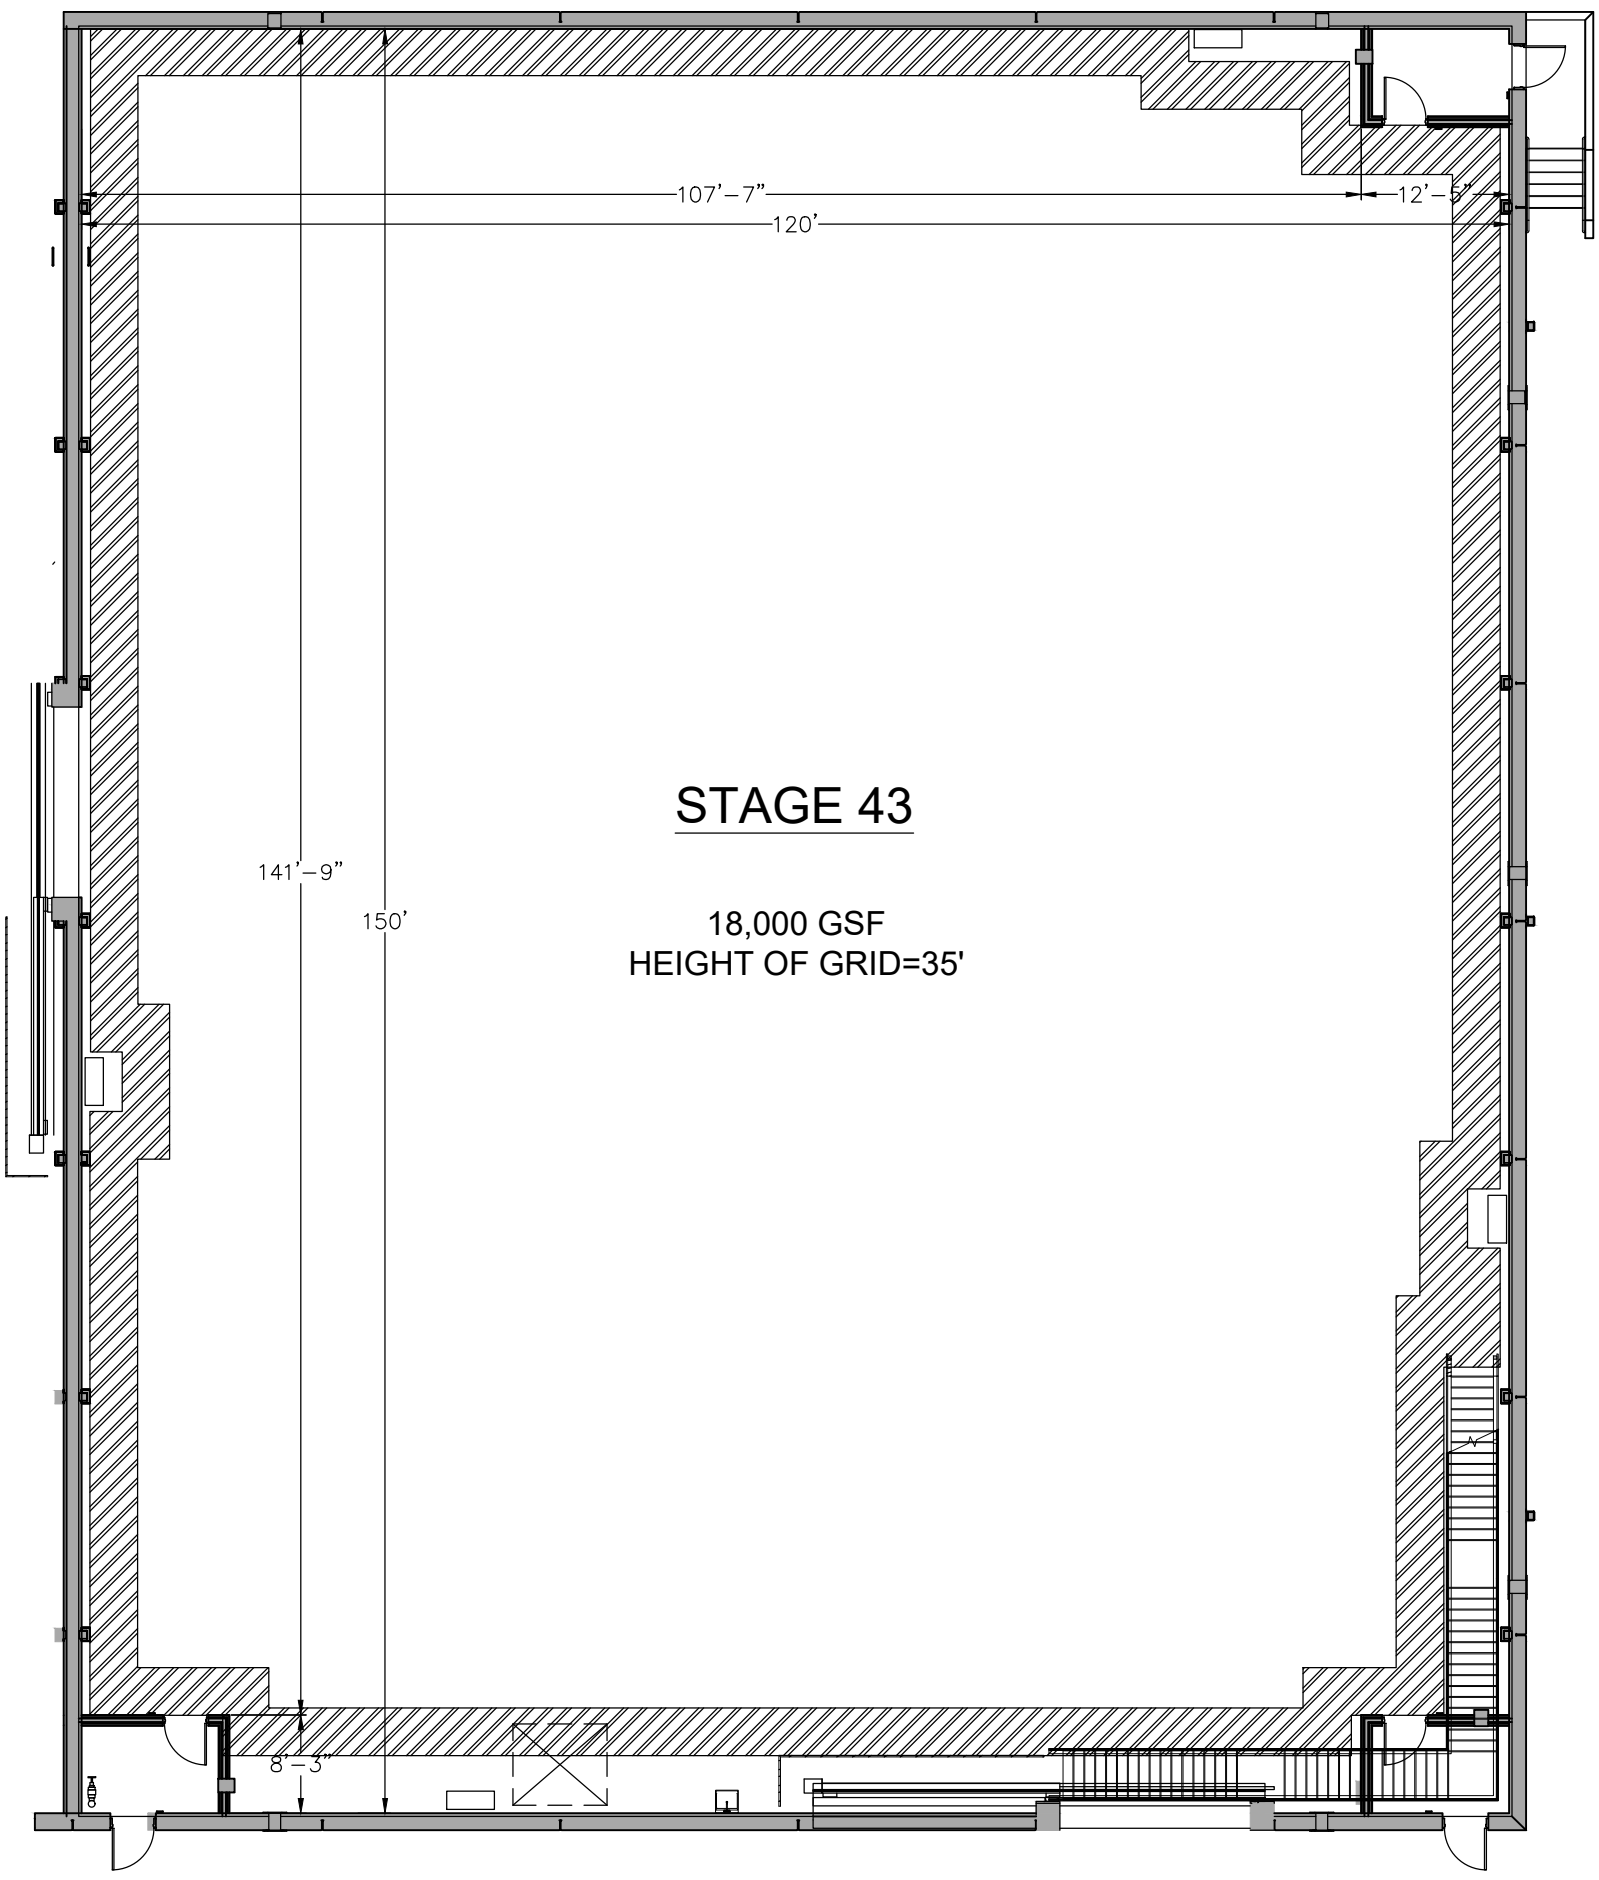 107'-7"
12'-5"
120'
STAGE 43
141'-9"
150'
18,000 GSF
HEIGHT OF GRID=35'
8'-3"